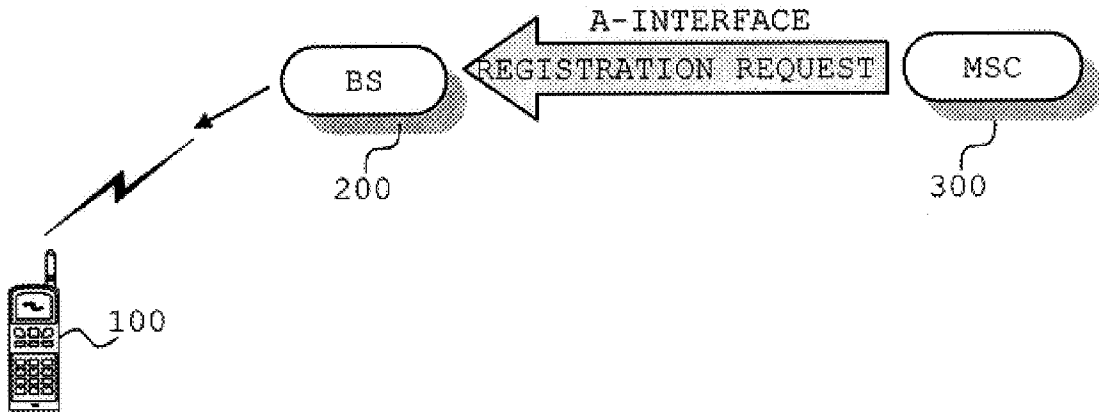 A-INTERFACE
BS
REGISTRATION REQUEST
MSC
200
300
100